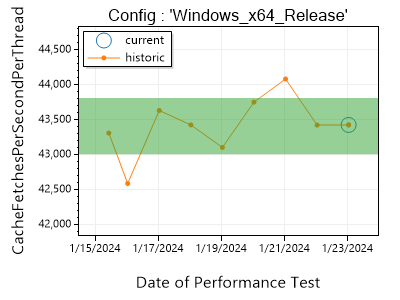 Config : 'Windows_x64_Release'
CacheFetchesPerSecondPerThread
current
historic
44,500
44,000
43,500
43,000
42,500
42,000
1/15/2024 1/17/2024 1/19/2024 1/21/2024 1/23/2024
Date of Performance Test